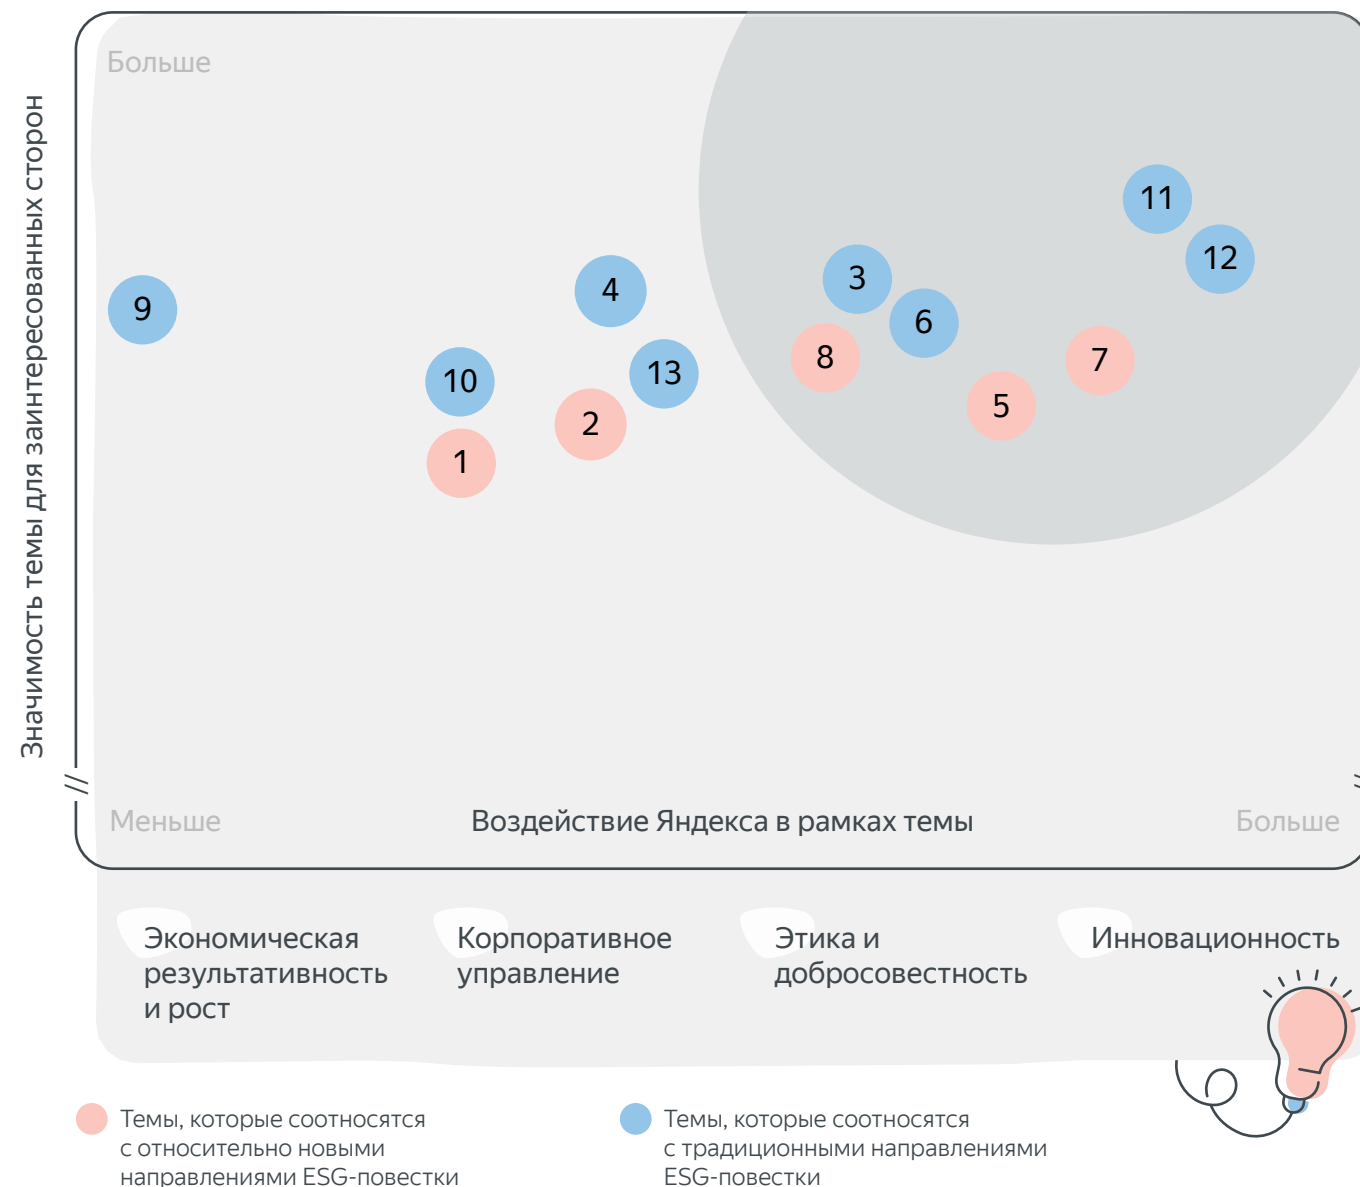 Больше
Значимость темы для заинтересованных сторон
11
12
3
4
9
6
8
7
13
10
5
2
1
Меньше
Воздействие Яндекса в рамках темы
Больше
Экономическая
результативность
и рост
Корпоративное
управление
Этика и
добросовестность
Инновационность
Темы, которые соотносятся
с относительно новыми
направлениями ESG-повестки
Темы, которые соотносятся
с традиционными направлениями
ESG-повестки